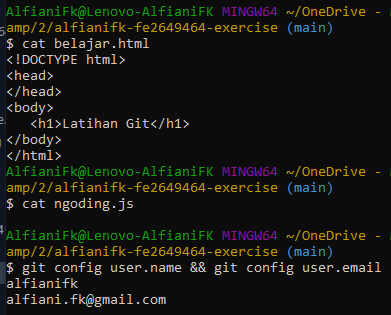 AlfianiFK@Lenovo-AlfianiFK MINGW64 ~/OneDrive -
amp/2/alfianifk-fe2649464-exercise (main)
$ cat belajar.html
<!DOCTYPE html>
<head>
</head>
<body>
   <h1>Latihan Git</h1>
</body>
</html>
AlfianiFK@Lenovo-AlfianiFK MINGW64 ~/OneDrive -
amp/2/alfianifk-fe2649464-exercise (main)
$ cat ngoding.js

AlfianiFK@Lenovo-AlfianiFK MINGW64 ~/OneDrive -
amp/2/alfianifk-fe2649464-exercise (main)
$ git config user.name && git config user.email
alfianifk
alfiani.fk@gmail.com